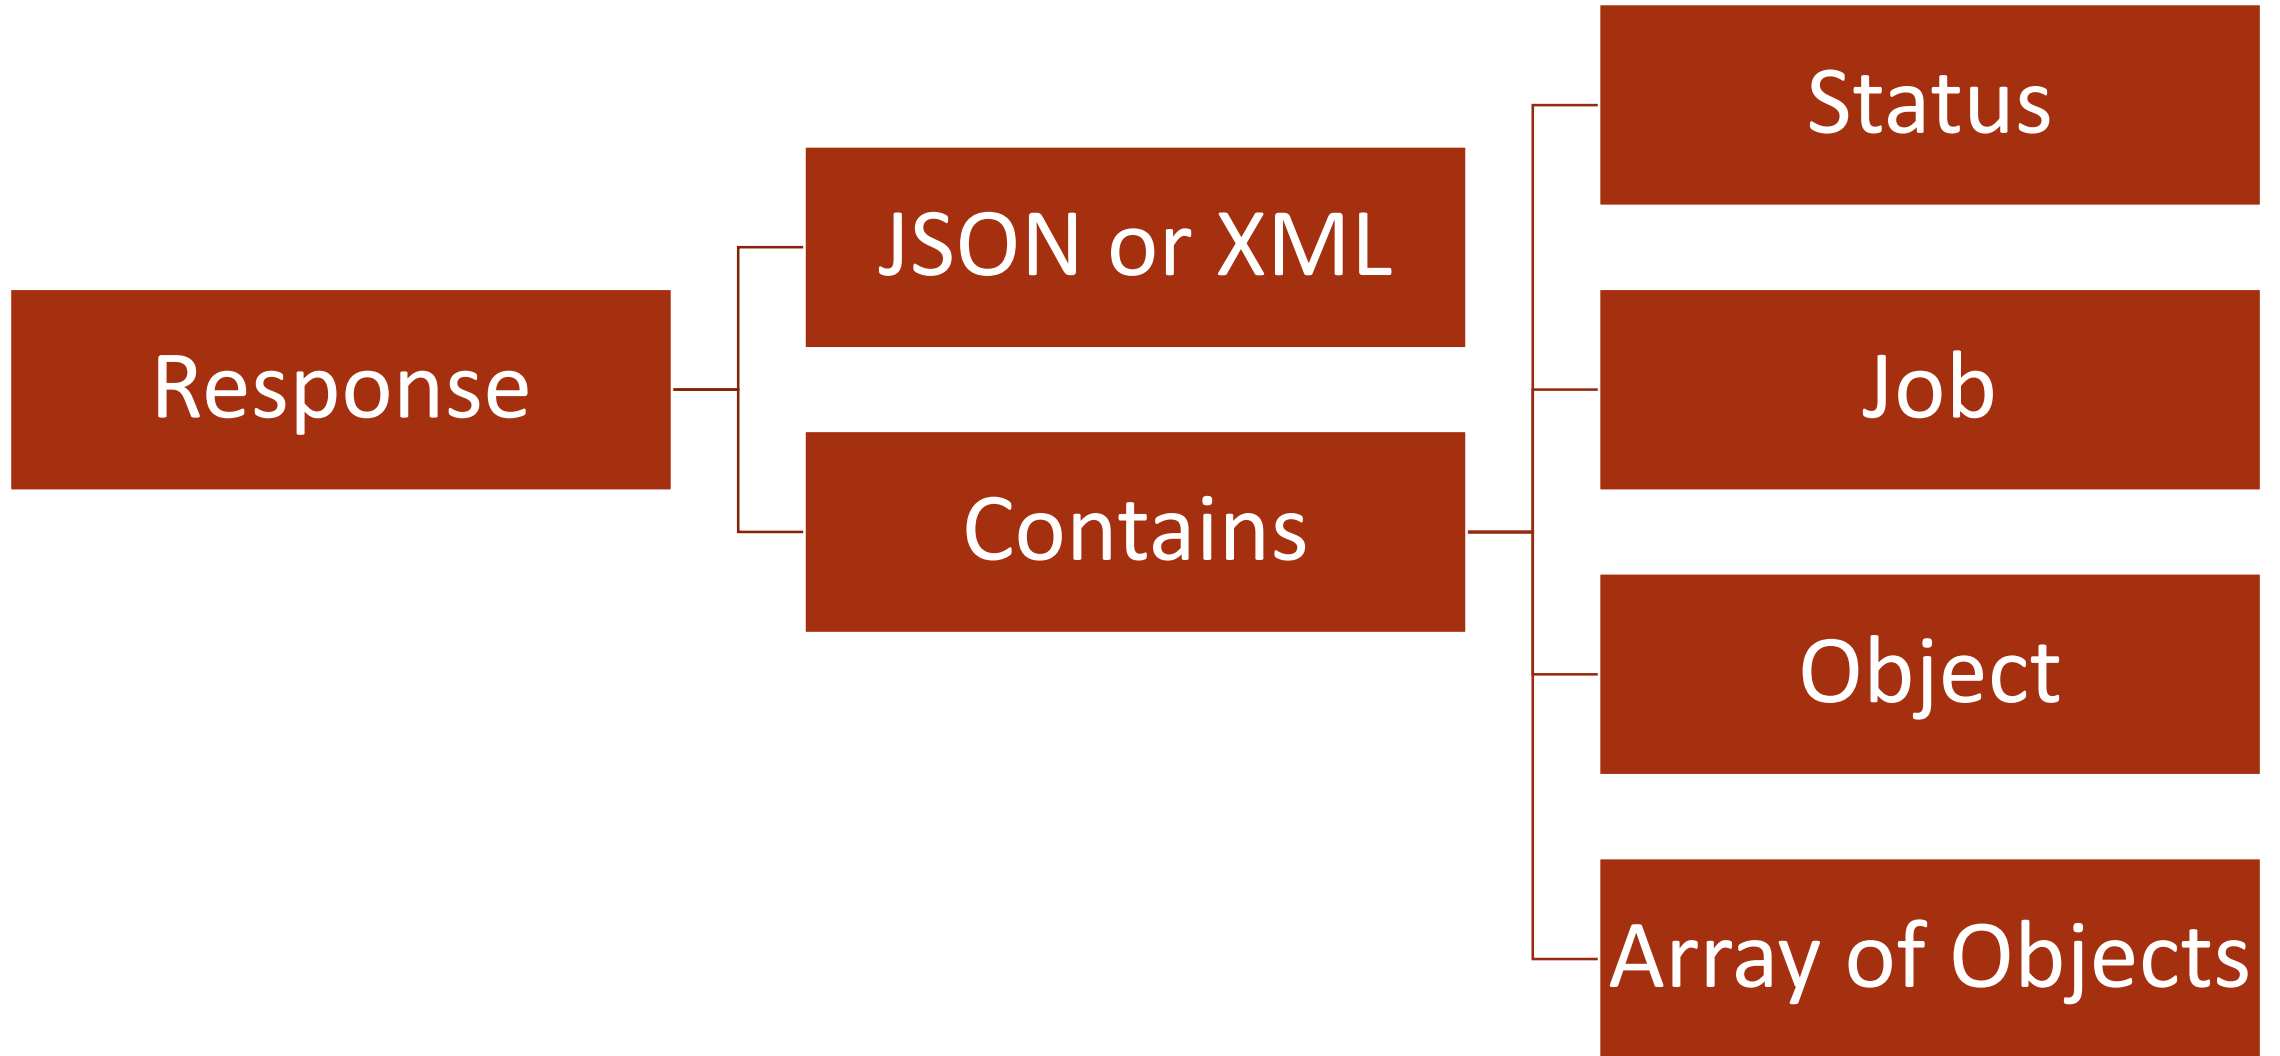 Response
JSON or XML
Contains
Status
Job
Object
Array of Objects